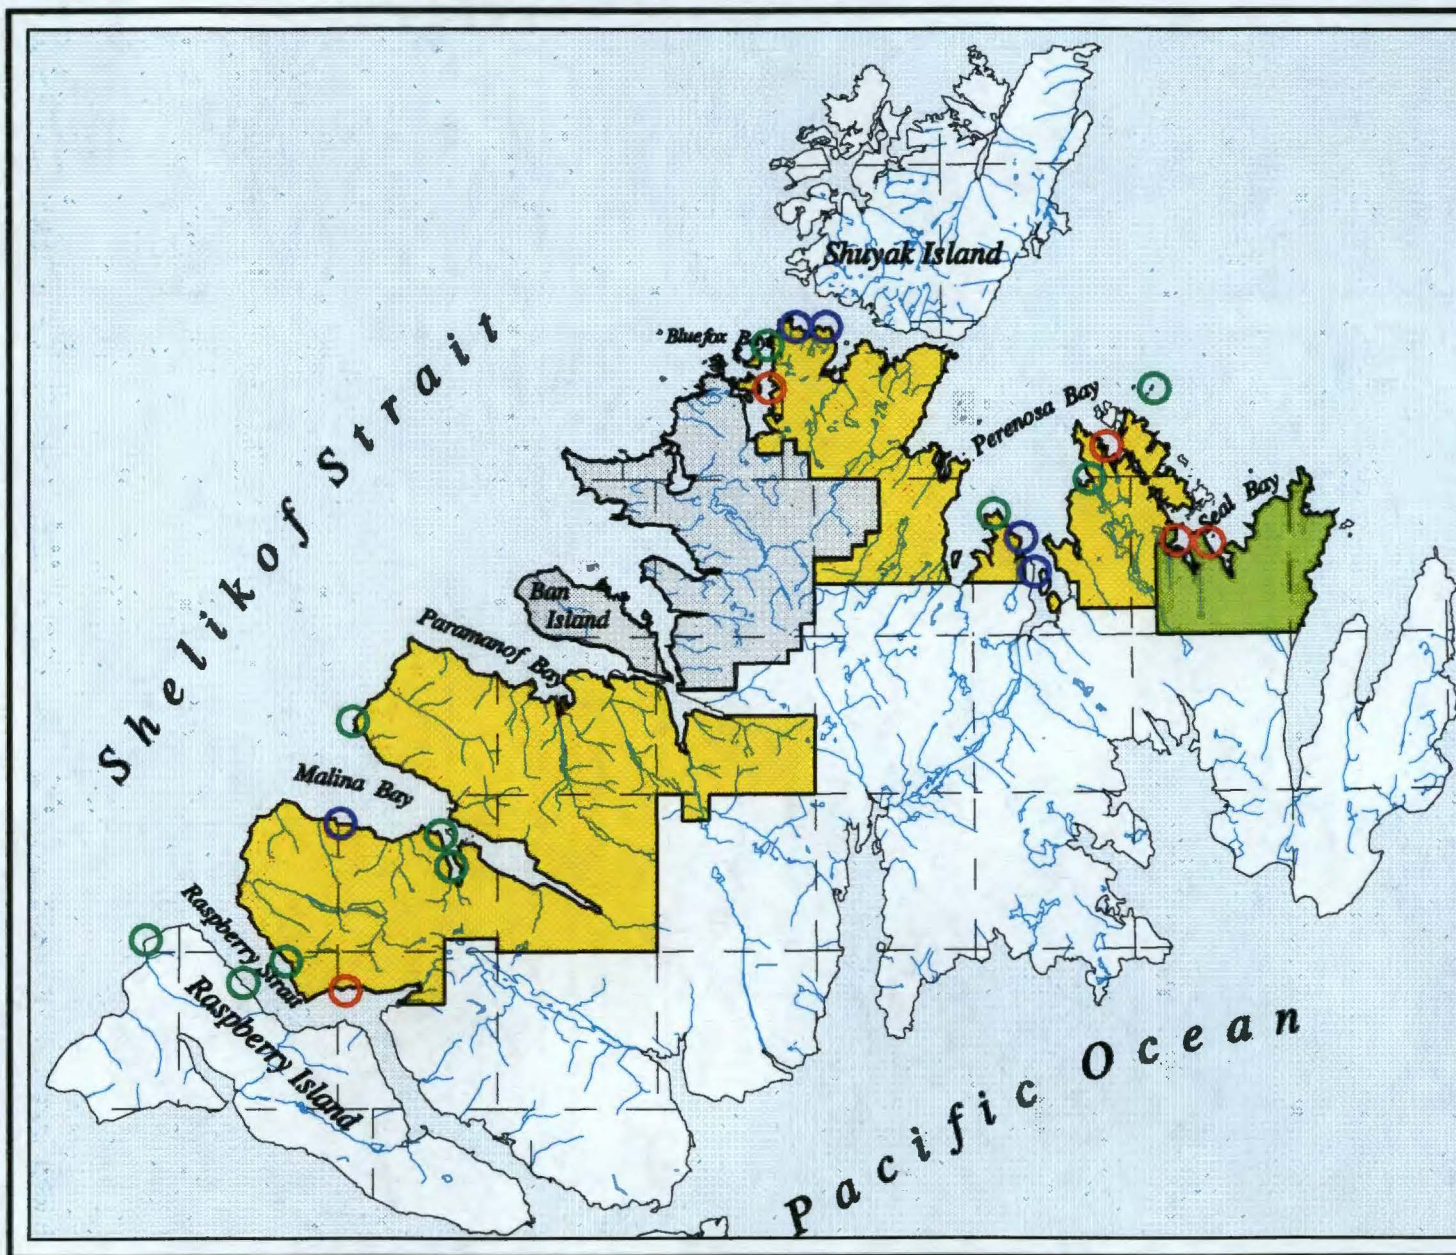 Shuyak Island
Shelikof Strait
Bluefox Bay
Perenosa Bay
Seal Bay
Ban
Island
Paramanof Bay
Malina Bay
Raspberry Strait
Raspberry Island
Pacific Ocean